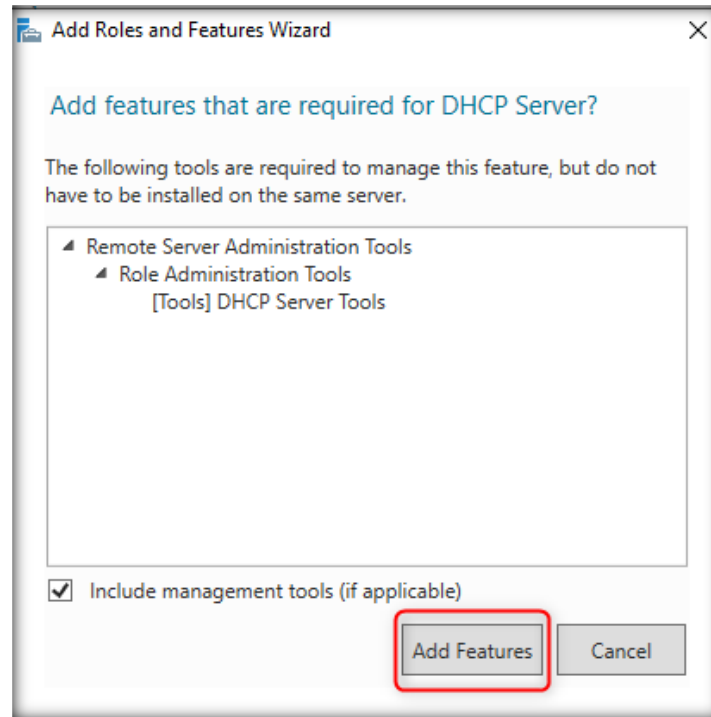 Add Roles and Features Wizard
Add features that are required for DHCP Server?
The following tools are required to manage this feature, but do not
have to be installed on the same server.
Remote Server Administration Tools
Role Administration Tools
[Tools] DHCP Server Tools
Include management tools (if applicable)
Add Features
Cancel